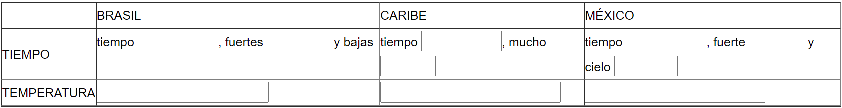 BRASIL CARIBE MÉXICO
TIEMPO
tiempo , fuertes y bajas
tiempo , mucho
tiempo , fuerte y
cielo
TEMPERATURA